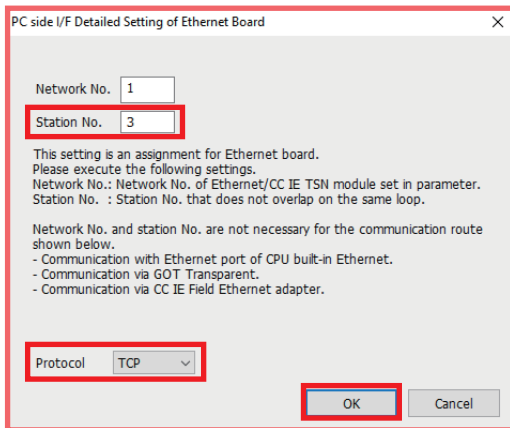 PC side I/F Detailed Setting of Ethernet Board
Network No. 1
Station No. 3
This setting is an assignment for Ethernet board.
Please execute the following settings.
Network No.: Network No. of Ethernet/CC IE TSN module set in parameter.
Station No. : Station No. that does not overlap on the same loop.
Network No. and station No. are not necessary for the communication route
shown below.
- Communication with Ethernet port of CPU built-in Ethernet.
- Communication via GOT Transparent.
- Communication via CC IE Field Ethernet adapter.
Protocol TCP
OK Cancel